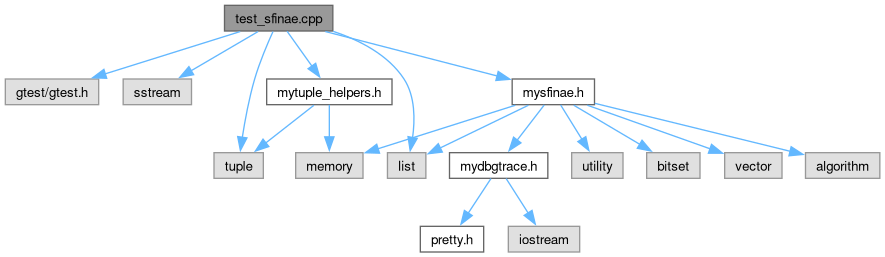 test_sfinae.cpp
gtest/gtest.h
sstream
mytuple_helpers.h
mysfinae.h
tuple
memory
list
mydbgtrace.h
utility
bitset
vector
algorithm
pretty.h
iostream